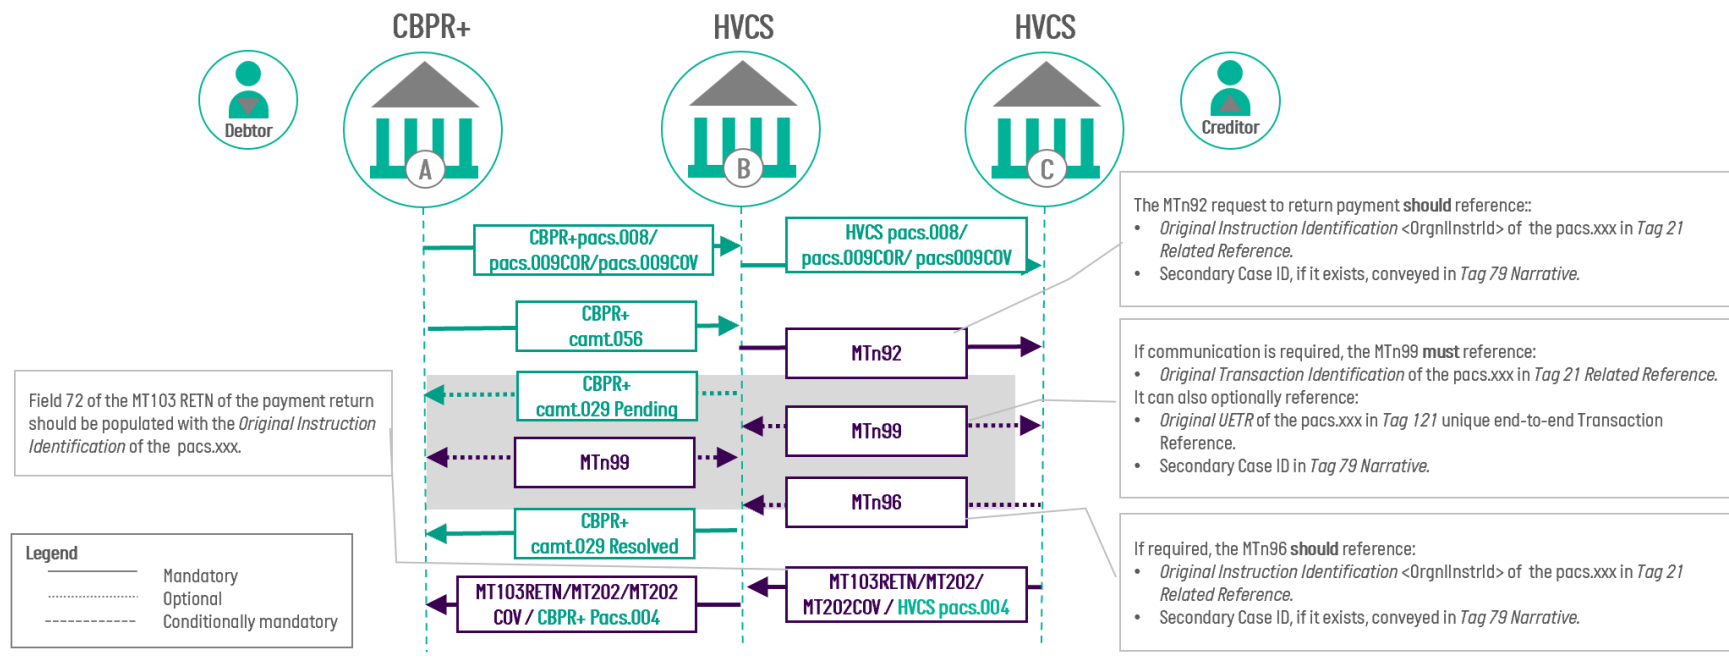 CBPR+
HVCS
HVCS
Debtor
A
B
C
Creditor
CBPR+pacs.008/
pacs.009COR/pacs.009COV
HVCS pacs.008/
pacs.009COR/ pacs009COV
The MTn92 request to return payment should reference::
• Original Instruction Identification <OrgnlInstrId> of the pacs.xxx in Tag 21
Related Reference.
• Secondary Case ID, if it exists, conveyed in Tag 79 Narrative.
CBPR+
camt.056
MTn92
If communication is required, the MTn99 must reference:
• Original Transaction Identification of the pacs.xxx in Tag 21 Related Reference.
It can also optionally reference:
• Original UETR of the pacs.xxx in Tag 121 unique end-to-end Transaction
Reference.
• Secondary Case ID in Tag 79 Narrative.
CBPR+
camt.029 Pending
MTn99
MTn99
Field 72 of the MT103 RETN of the payment return
should be populated with the Original Instruction
Identification of the pacs.xxx.
MTn96
CBPR+
camt.029 Resolved
If required, the MTn96 should reference:
• Original Instruction Identification <OrgnlInstrId> of the pacs.xxx in Tag 21
Related Reference.
• Secondary Case ID, if it exists, conveyed in Tag 79 Narrative.
MT103RETN/MT202/MT202
COV / CBPR+ Pacs.004
MT103RETN/MT202/
MT202COV / HVCS pacs.004
Legend
Mandatory
Optional
Conditionally mandatory